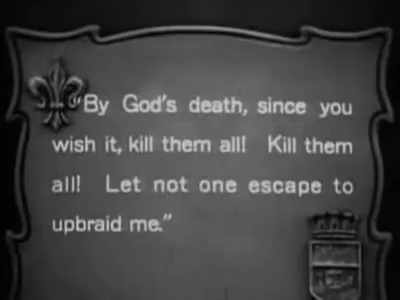 "By God's death, since you
wish it, kill them all! Kill them
all! Let not one escape to
upbraid me."